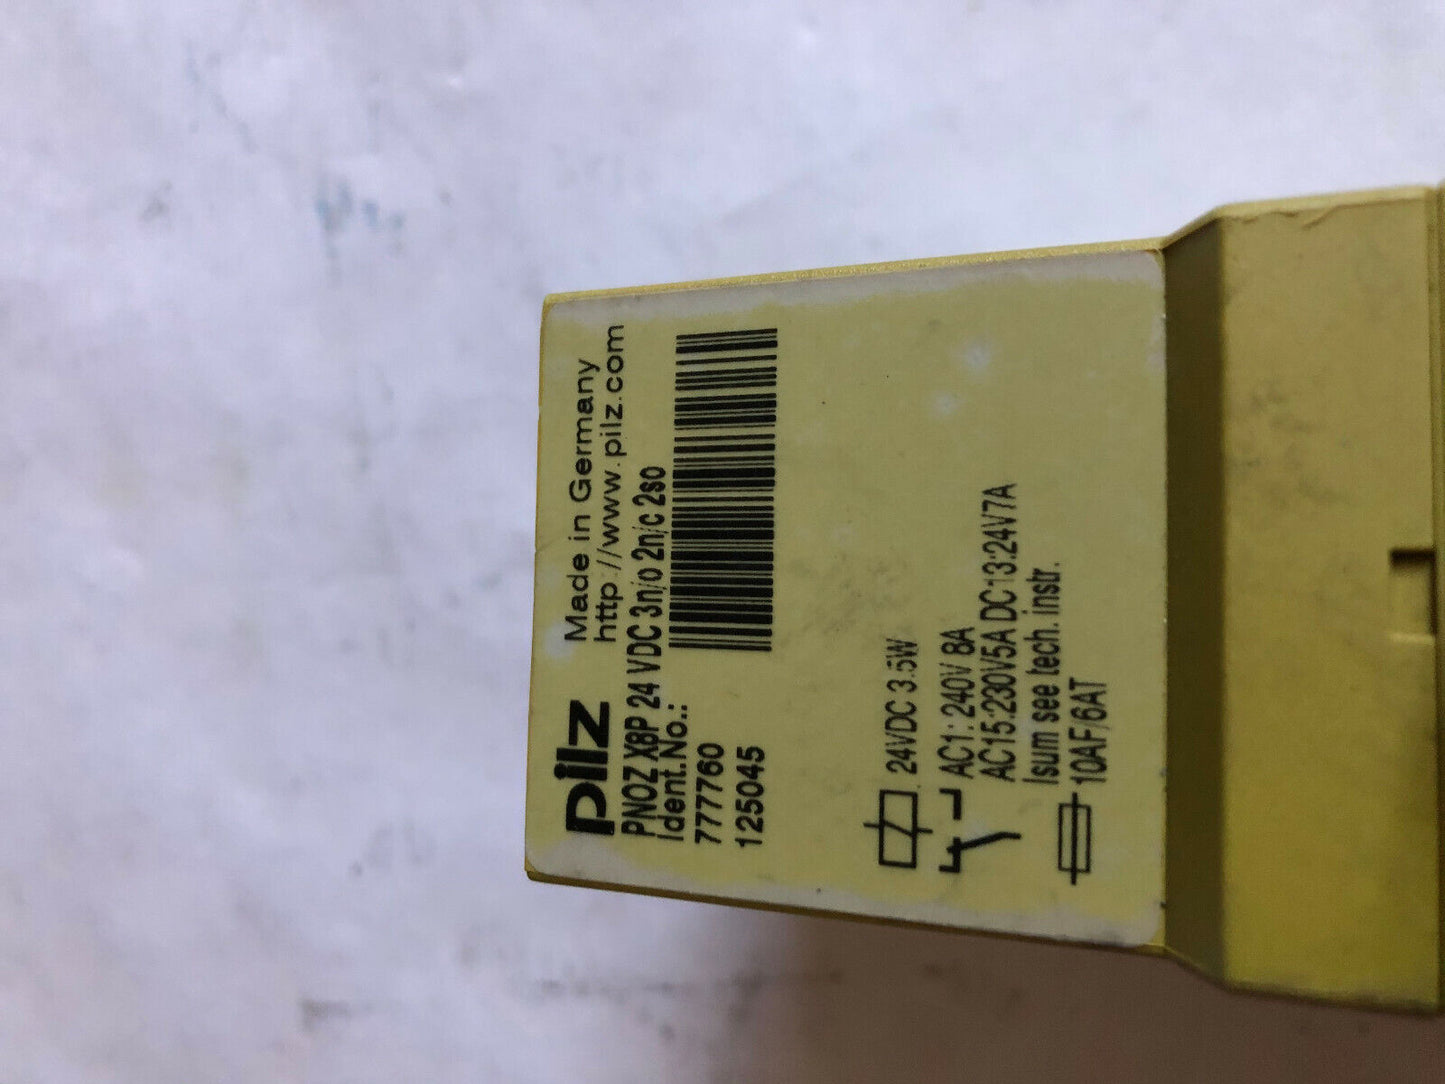 pilz
Made in Germany
http://www.pilz.com
PNOZ X8P 24 VDC 3n/o 2n/c 2so
Ident.No.:
777760
125045
24VDC 3.5W
AC1: 240V 8A
AC15:230V5A DC13:24V7A
Isum see tech. instr.
10AF/6AT